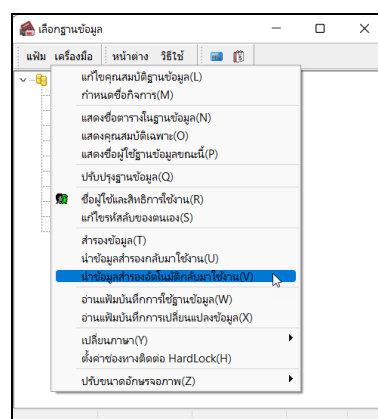 เลือกฐานข้อมูล
แฟ้ม เครื่องมือ หน้าต่าง วิธีใช้
แก้ไขคุณสมบัติฐานข้อมูล(L)
กำหนดชื่อกิจการ(M)
แสดงชื่อตารางในฐานข้อมูล(N)
แสดงคุณสมบัติเฉพาะ(O)
แสดงชื่อผู้ใช้ฐานข้อมูลขณะนี้(P)
ปรับปรุงฐานข้อมูล(Q)
ชื่อผู้ใช้และสิทธิการใช้งาน(R)
แก้ไขรหัสลับของตนเอง(S)
สำรองข้อมูล(T)
นำข้อมูลสำรองกลับมาใช้งาน(U)
นำข้อมูลสำรองอัตโนมัติกลับมาใช้งาน(V)
อ่านแฟ้มบันทึกการใช้ฐานข้อมูล(W)
อ่านแฟ้มบันทึกการเปลี่ยนแปลงข้อมูล(X)
เปลี่ยนภาษา(Y)
ตั้งค่าช่องทางติดต่อ HardLock(H)
ปรับขนาดอักษรจอภาพ(Z)